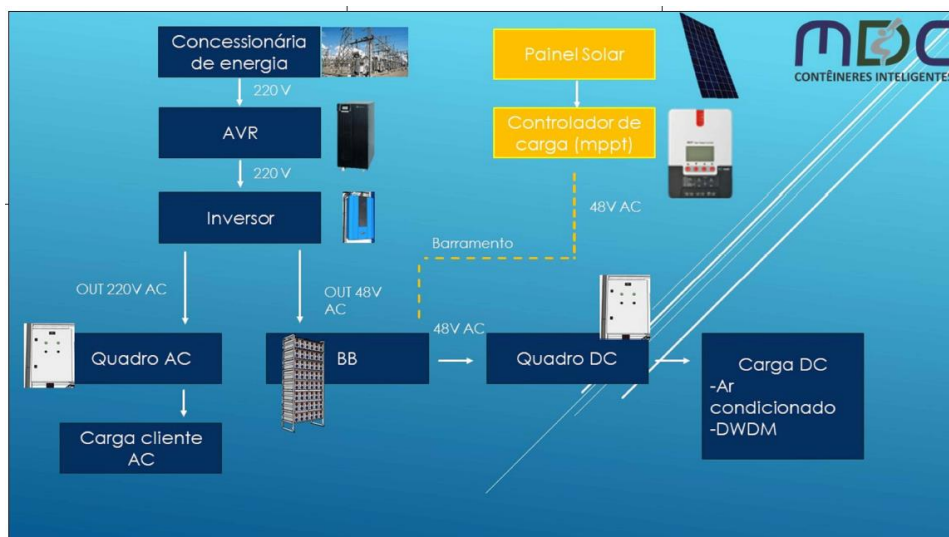 Concessionária
de energia
220 V
AVR
220 V
Inversor
OUT 220V AC
OUT 48V
AC
Quadro AC
Carga cliente
AC
BB
48V AC
Quadro DC
Carga DC
-Ar
condicionado
-DWDM
Painel Solar
Controlador de
carga (mppt)
48V AC
Barramento
MDC
CONTÊINERES INTELIGENTES